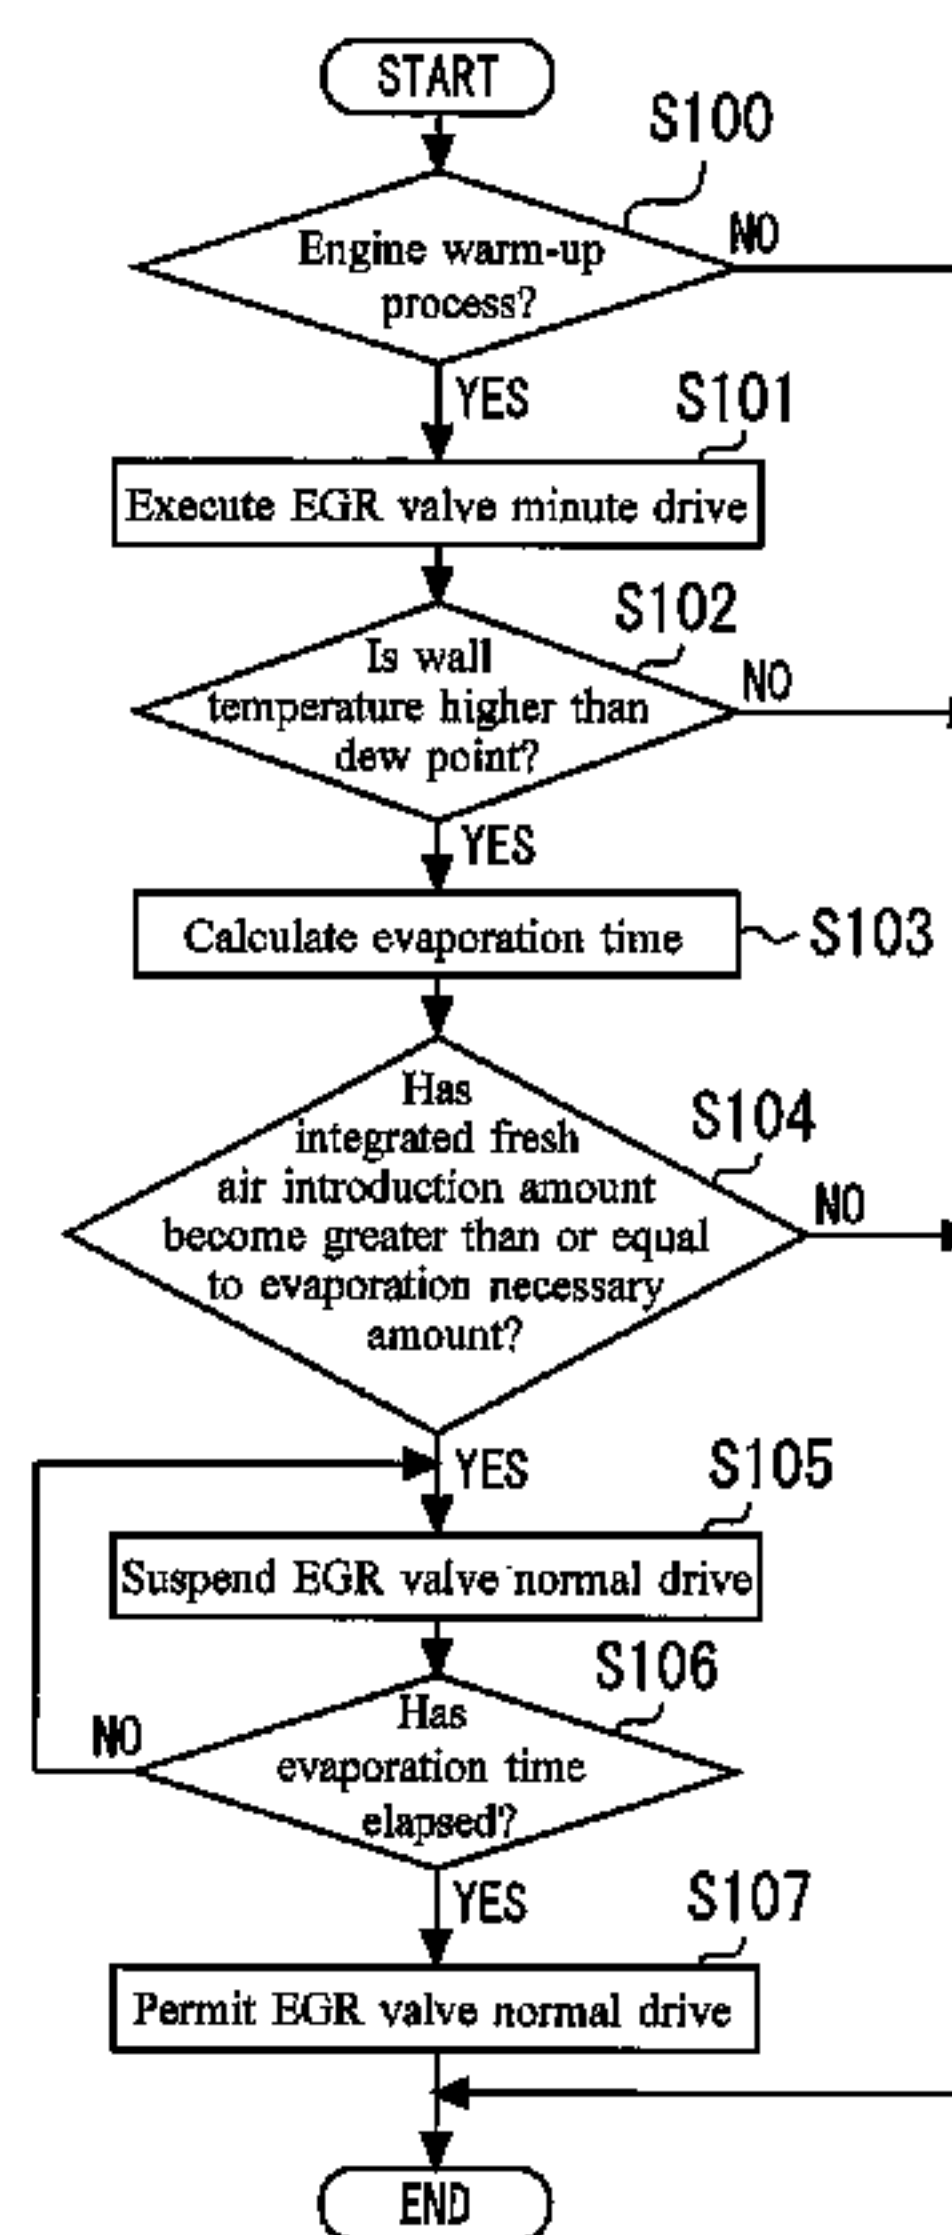 START
S100
Engine warm-up
process?
NO
YES
S101
Execute EGR valve minute drive
S102
Is wall
temperature higher than
dew point?
NO
YES
Calculate evaporation time
S103
Has
integrated fresh
air introduction amount
become greater than or equal
to evaporation necessary
amount?
S104
NO
YES
S105
Suspend EGR valve normal drive
S106
Has
evaporation time
elapsed?
NO
YES
S107
Permit EGR valve normal drive
END